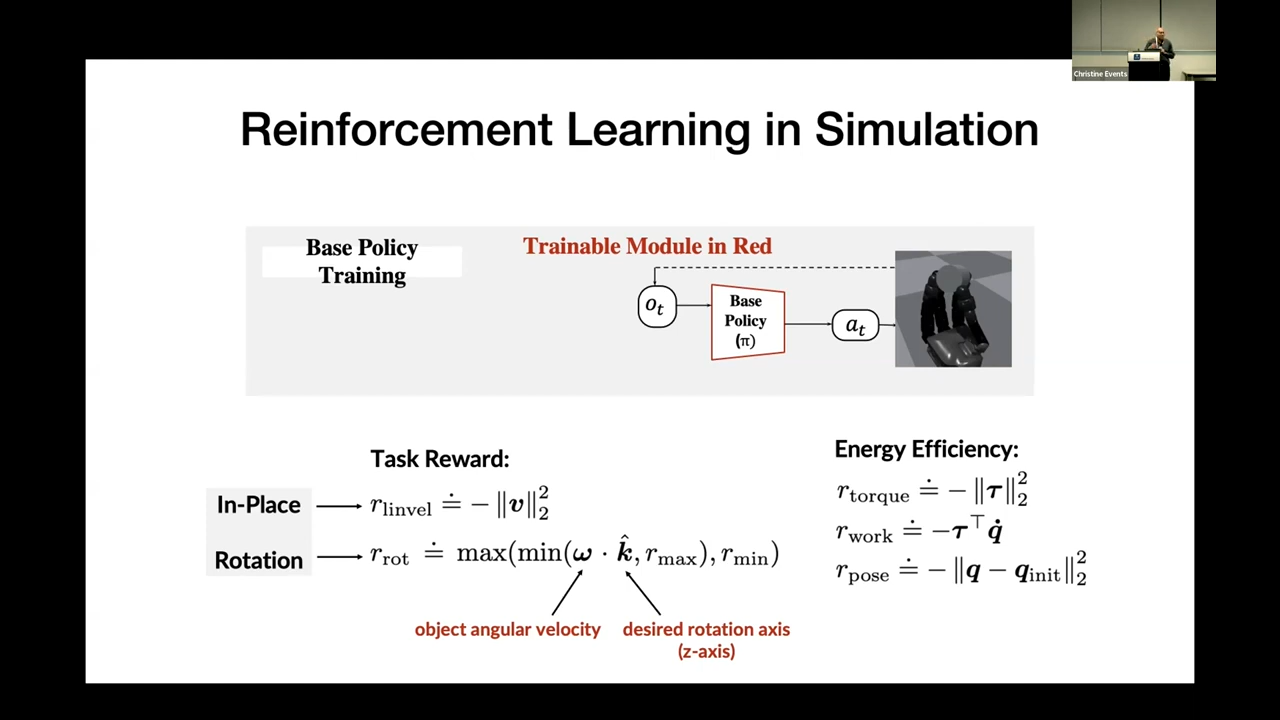 Christine Events
Reinforcement Learning in Simulation
Base Policy
Training
Trainable Module in Red
o_t
Base
Policy
(π)
a_t
Task Reward:
In-Place
r_linvel ≐ −‖v‖₂²
Rotation
r_rot ≐ max(min(ω · k̂, r_max), r_min)
object angular velocity
desired rotation axis
(z-axis)
Energy Efficiency:
r_torque ≐ −‖τ‖₂²
r_work ≐ −τ^⊤ q̇
r_pose ≐ −‖q − q_init‖₂²